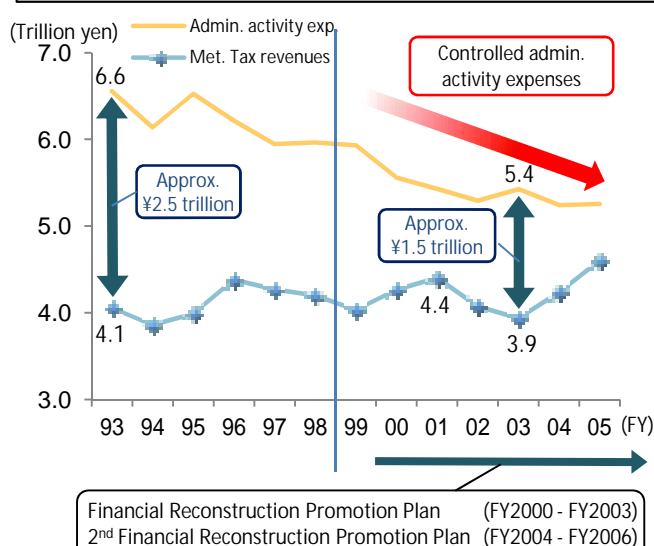 (Trillion yen)
Admin. activity exp.
Met. Tax revenues
Controlled admin.
activity expenses
7.0
6.0
5.0
4.0
3.0
6.6
Approx.
¥2.5 trillion
4.1
5.4
Approx.
¥1.5 trillion
4.4
3.9
93 94 95 96 97 98 99 00 01 02 03 04 05 (FY)
Financial Reconstruction Promotion Plan (FY2000 - FY2003)
2nd Financial Reconstruction Promotion Plan (FY2004 - FY2006)